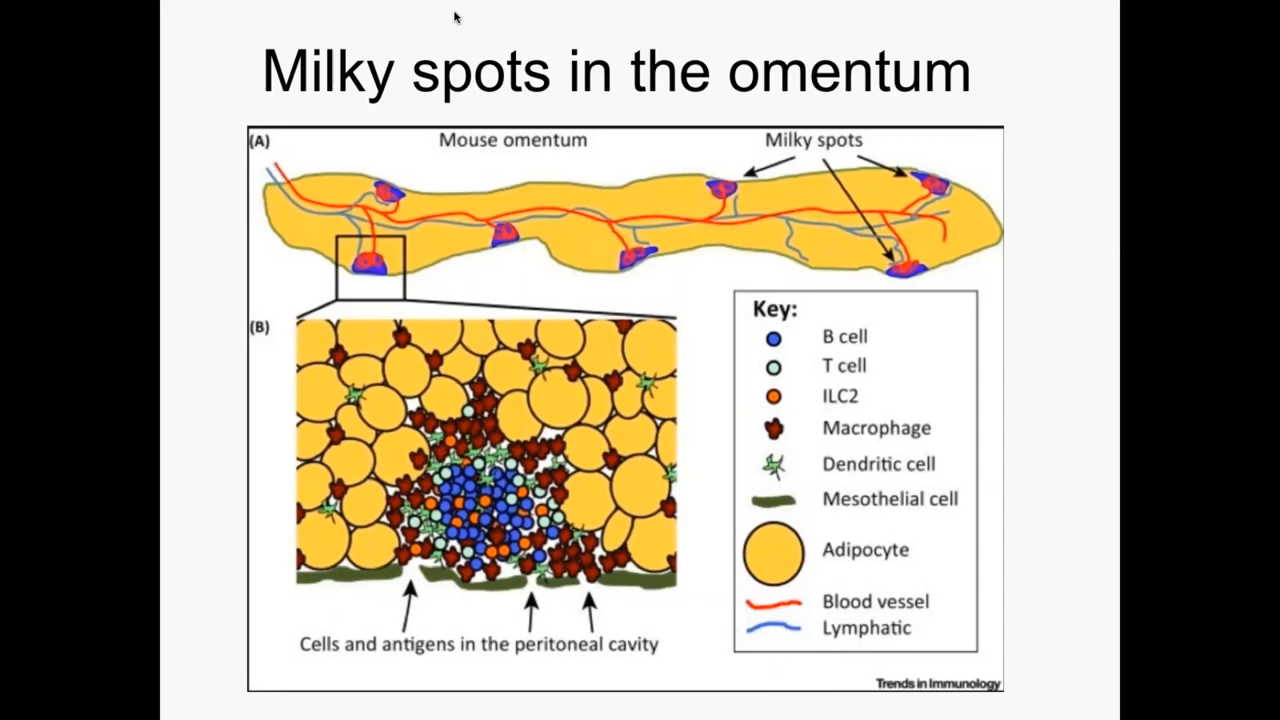 Milky spots in the omentum
(A)
Mouse omentum
Milky spots
(B)
Key:
B cell
T cell
ILC2
Macrophage
Dendritic cell
Mesothelial cell
Adipocyte
Blood vessel
Lymphatic
Cells and antigens in the peritoneal cavity
Trends in Immunology